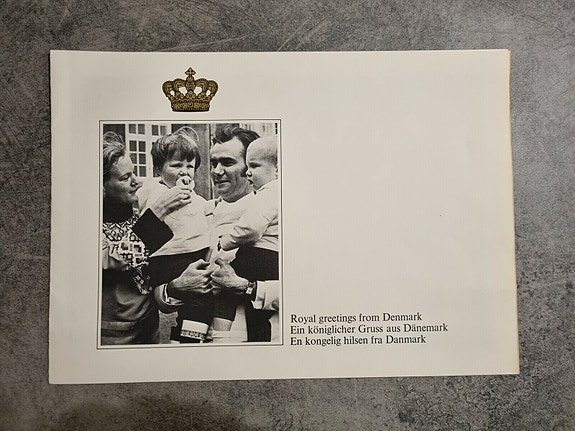 Royal greetings from Denmark
Ein königlicher Gruss aus Dänemark
En kongelig hilsen fra Danmark